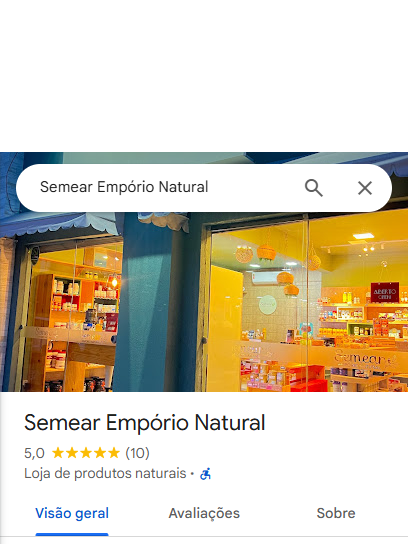 Semear Empório Natural
ABERTO
Semear
Semear Empório Natural
5,0 (10)
Loja de produtos naturais ·
Visão geral
Avaliações
Sobre